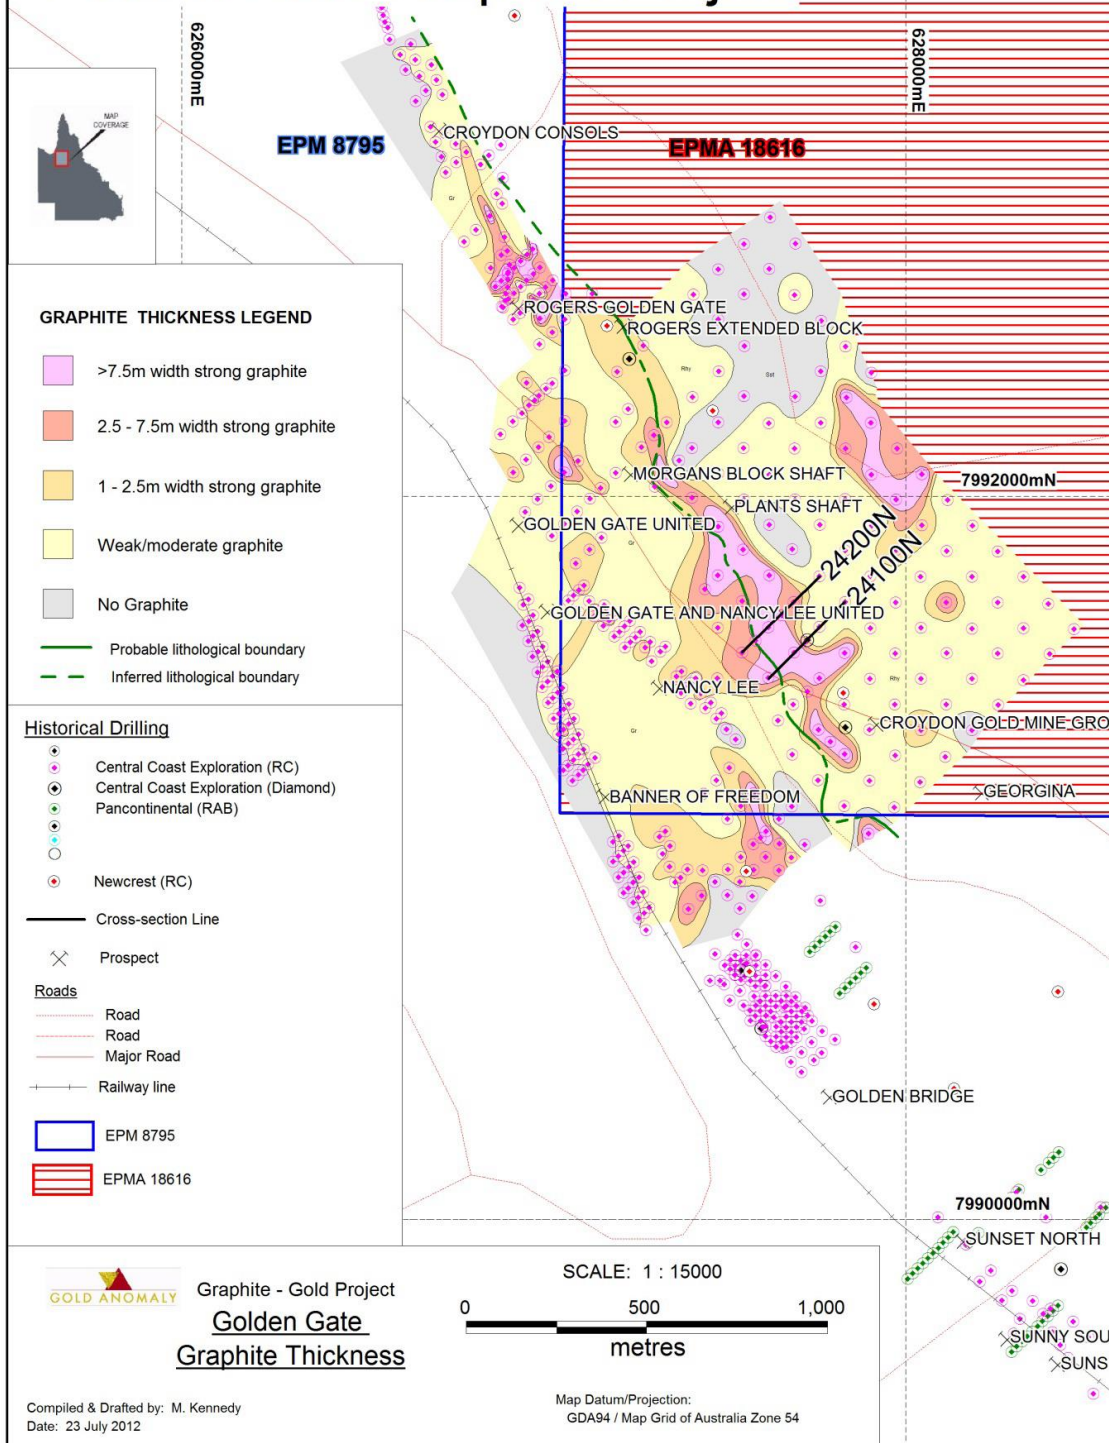 626000mE
628000mE
MAP
COVERAGE
EPM 8795
EPMA 18616
CROYDON CONSOLS
Gr
ROGERS GOLDEN GATE
ROGERS EXTENDED BLOCK
Rhy
Sst
MORGANS BLOCK SHAFT
7992000mN
PLANTS SHAFT
GOLDEN GATE UNITED
24200N
24100N
Gr
GOLDEN GATE AND NANCY LEE UNITED
NANCY LEE
Rhy
CROYDON GOLD MINE GRO
Gr
BANNER OF FREEDOM
GEORGINA
GOLDEN BRIDGE
7990000mN
SUNSET NORTH
SUNNY SOU
SUNS
GRAPHITE THICKNESS LEGEND
>7.5m width strong graphite
2.5 - 7.5m width strong graphite
1 - 2.5m width strong graphite
Weak/moderate graphite
No Graphite
Probable lithological boundary
Inferred lithological boundary
Historical Drilling
Central Coast Exploration (RC)
Central Coast Exploration (Diamond)
Pancontinental (RAB)
Newcrest (RC)
Cross-section Line
Prospect
Roads
Road
Road
Major Road
Railway line
EPM 8795
EPMA 18616
GOLD ANOMALY
Graphite - Gold Project
Golden Gate
Graphite Thickness
SCALE: 1 : 15000
0 500 1,000
metres
Compiled & Drafted by: M. Kennedy
Date: 23 July 2012
Map Datum/Projection:
GDA94 / Map Grid of Australia Zone 54